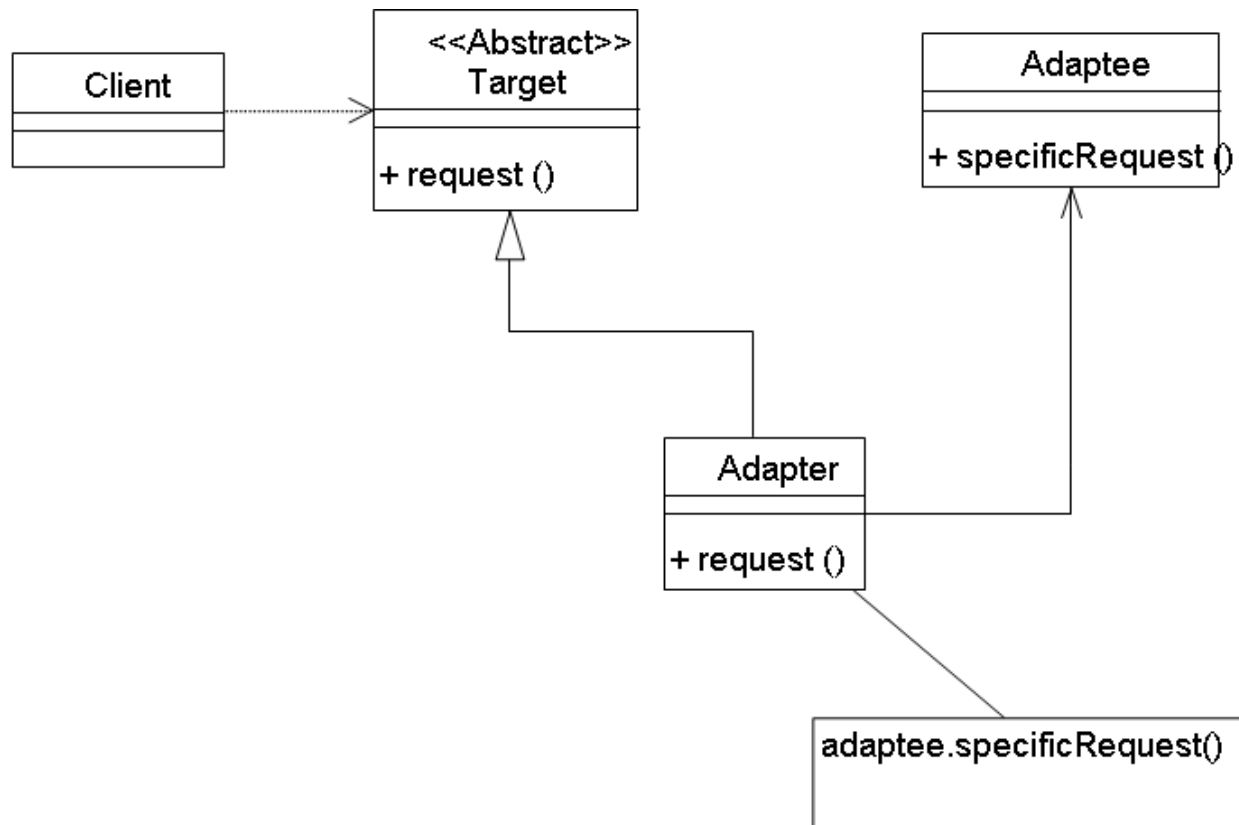 Client
<<Abstract>>
Target
+ request ()
Adaptee
+ specificRequest ()
Adapter
+ request ()
adaptee.specificRequest()